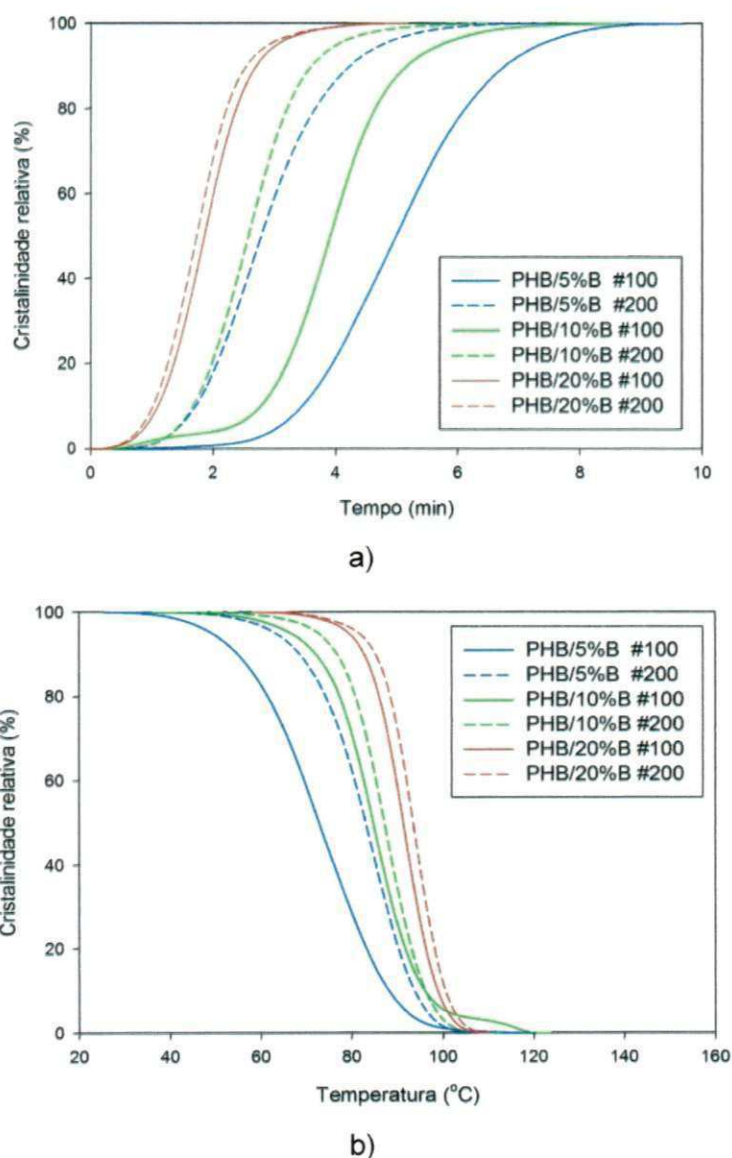 100
80
60
40
20
0
Cristalinidade relativa (%)
PHB/5%B #100
PHB/5%B #200
PHB/10%B #100
PHB/10%B #200
PHB/20%B #100
PHB/20%B #200
0 2 4 6 8 10
Tempo (min)
a)
100
80
60
40
20
0
Cristalinidade relativa (%)
PHB/5%B #100
PHB/5%B #200
PHB/10%B #100
PHB/10%B #200
PHB/20%B #100
PHB/20%B #200
20 40 60 80 100 120 140 160
Temperatura (°C)
b)